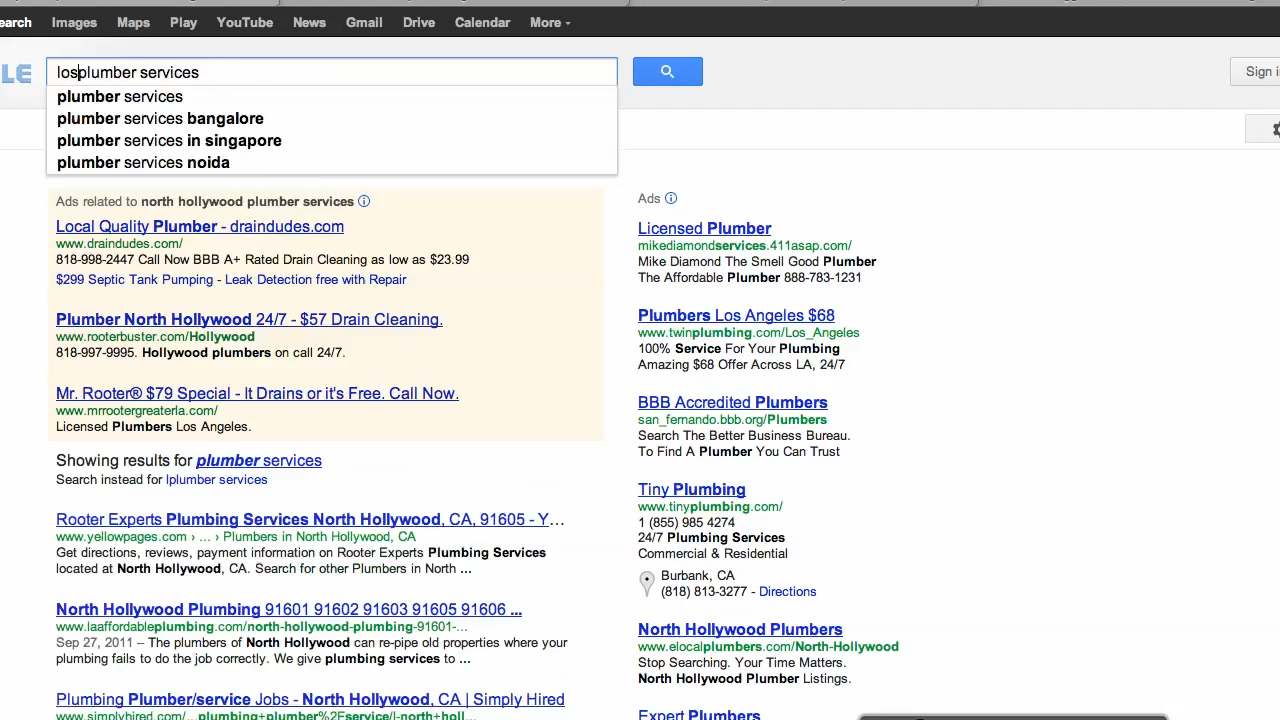 earch Images Maps Play YouTube News Gmail Drive Calendar More
LE
losplumber services
Sign i
plumber services
plumber services bangalore
plumber services in singapore
plumber services noida
Ads related to north hollywood plumber services
Local Quality Plumber - draindudes.com
www.draindudes.com/
818-998-2447 Call Now BBB A+ Rated Drain Cleaning as low as $23.99
$299 Septic Tank Pumping - Leak Detection free with Repair
Plumber North Hollywood 24/7 - $57 Drain Cleaning.
www.rooterbuster.com/Hollywood
818-997-9995. Hollywood plumbers on call 24/7.
Mr. Rooter® $79 Special - It Drains or it's Free. Call Now.
www.mrrootergreaterla.com/
Licensed Plumbers Los Angeles.
Showing results for plumber services
Search instead for lplumber services
Rooter Experts Plumbing Services North Hollywood, CA, 91605 - Y…
www.yellowpages.com › ... › Plumbers in North Hollywood, CA
Get directions, reviews, payment information on Rooter Experts Plumbing Services
located at North Hollywood, CA. Search for other Plumbers in North ...
North Hollywood Plumbing 91601 91602 91603 91605 91606 ...
www.laaffordableplumbing.com/north-hollywood-plumbing-91601-...
Sep 27, 2011 – The plumbers of North Hollywood can re-pipe old properties where your
plumbing fails to do the job correctly. We give plumbing services to ...
Plumbing Plumber/service Jobs - North Hollywood, CA | Simply Hired
www.simplyhired.com/...plumbing+plumber%2Fservice/l-north+holl...
Ads
Licensed Plumber
mikediamondservices.411asap.com/
Mike Diamond The Smell Good Plumber
The Affordable Plumber 888-783-1231
Plumbers Los Angeles $68
www.twinplumbing.com/Los_Angeles
100% Service For Your Plumbing
Amazing $68 Offer Across LA, 24/7
BBB Accredited Plumbers
san_fernando.bbb.org/Plumbers
Search The Better Business Bureau.
To Find A Plumber You Can Trust
Tiny Plumbing
www.tinyplumbing.com/
1 (855) 985 4274
24/7 Plumbing Services
Commercial & Residential
Burbank, CA
(818) 813-3277 - Directions
North Hollywood Plumbers
www.elocalplumbers.com/North-Hollywood
Stop Searching. Your Time Matters.
North Hollywood Plumber Listings.
Expert Plumbers